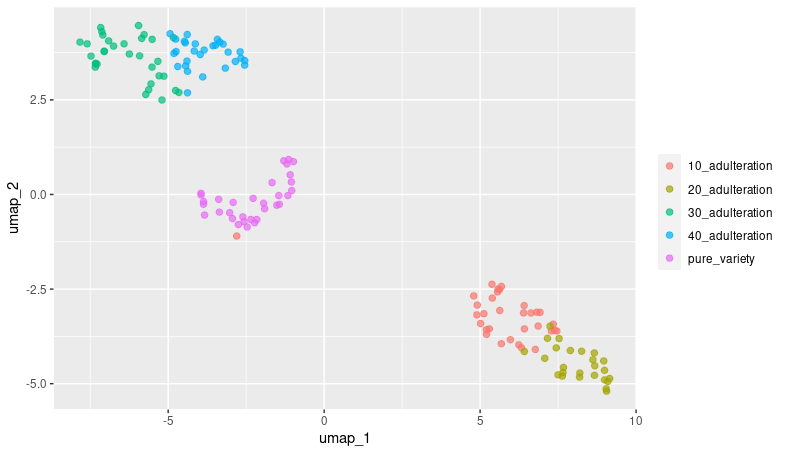 2.5
0.0
-2.5
-5.0
umap_2
-5
0
5
10
umap_1
10_adulteration
20_adulteration
30_adulteration
40_adulteration
pure_variety